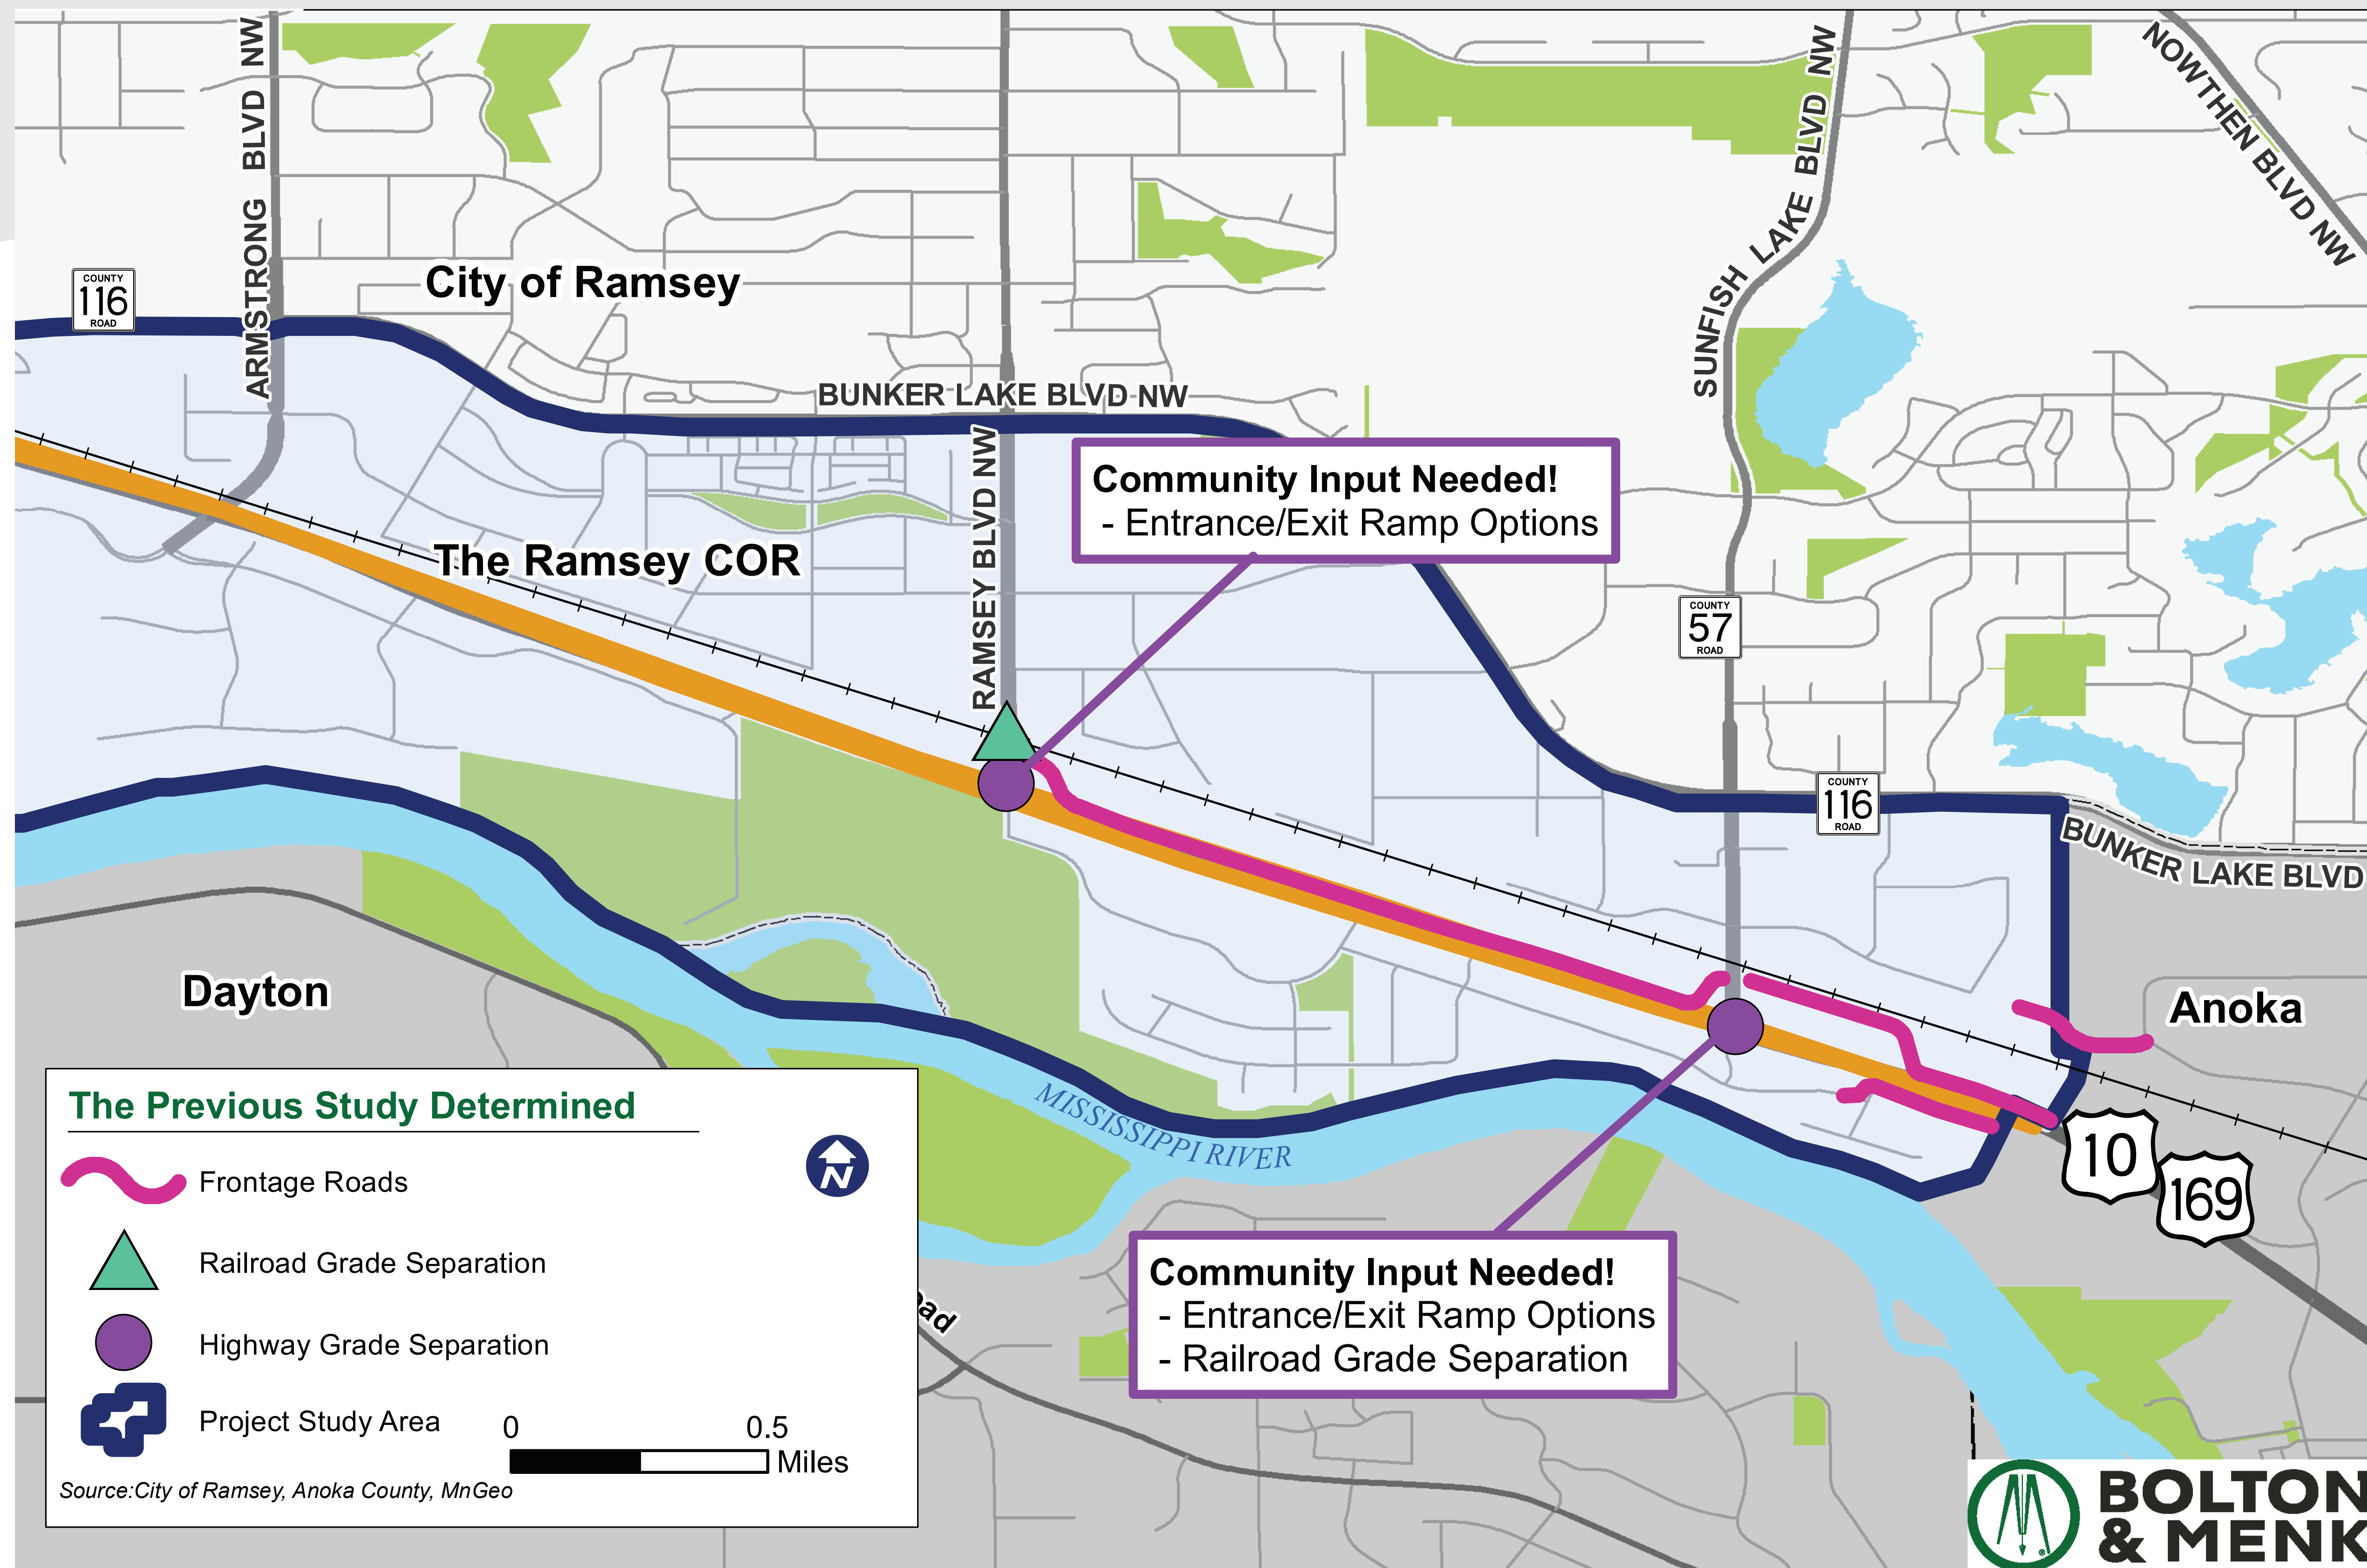 ARMSTRONG BLVD NW
SUNFISH LAKE BLVD NW
NOWTHEN BLVD NW
City of Ramsey
COUNTY
116
ROAD
BUNKER LAKE BLVD NW
RAMSEY BLVD NW
Community Input Needed!
- Entrance/Exit Ramp Options
The Ramsey COR
COUNTY
57
ROAD
COUNTY
116
ROAD
BUNKER LAKE BLVD
Dayton
Anoka
MISSISSIPPI RIVER
10
169
Community Input Needed!
- Entrance/Exit Ramp Options
- Railroad Grade Separation
The Previous Study Determined
Frontage Roads
Railroad Grade Separation
Highway Grade Separation
Project Study Area
N
0 0.5
Miles
Source:City of Ramsey, Anoka County, MnGeo
BOLTON
& MENK